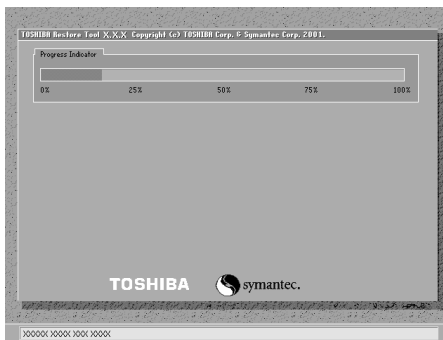 TOSHIBA Restore Tool X.X.X Copyright (c) TOSHIBA Corp. & Symantec Corp. 2001.
Progress Indicator
0% 25% 50% 75% 100%
TOSHIBA symantec.
XXXXX XXXX XXX XXXX